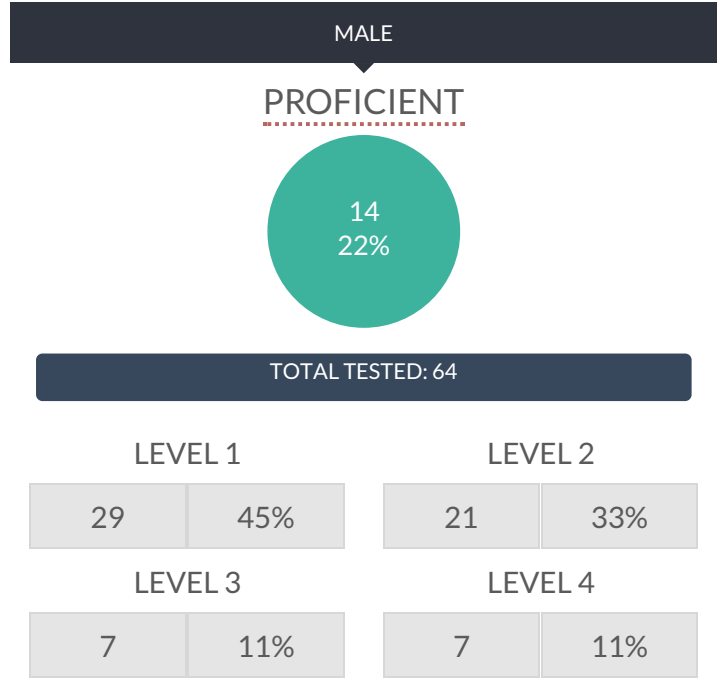 MALE
PROFICIENT
14
22%
TOTAL TESTED: 64
LEVEL 1 LEVEL 2
29 45% 21 33%
LEVEL 3 LEVEL 4
7 11% 7 11%